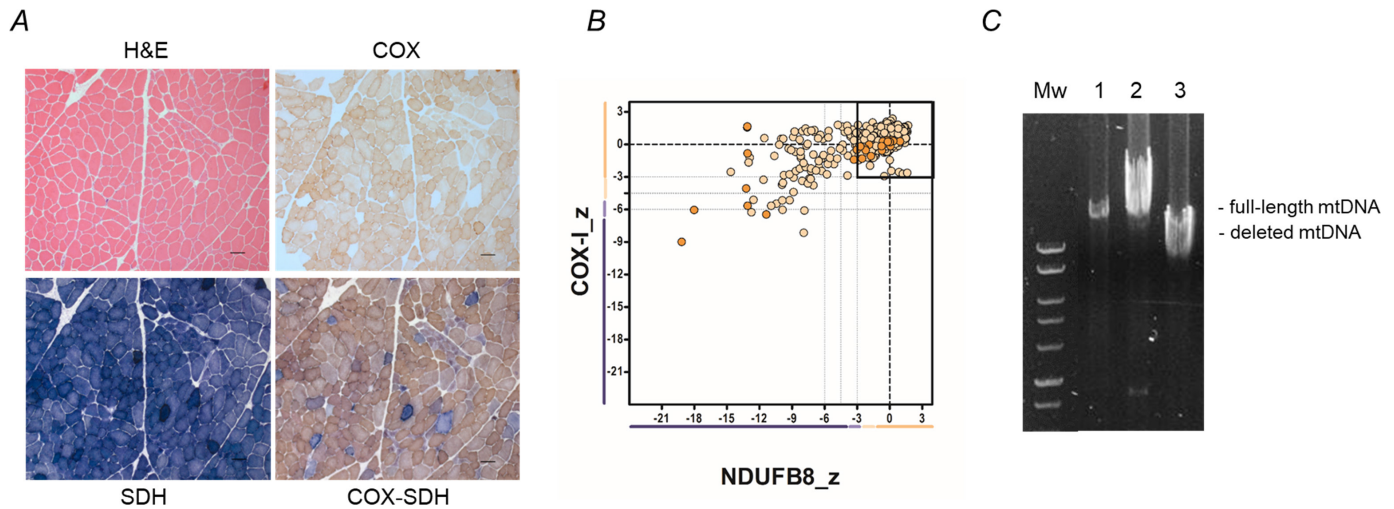 A
H&E
COX
SDH
COX-SDH
B
COX-I_z
3
0
-3
-6
-9
-12
-15
-18
-21
-21
-18
-15
-12
-9
-6
-3
0
3
NDUFB8_z
C
Mw 1 2 3
- full-length mtDNA
- deleted mtDNA